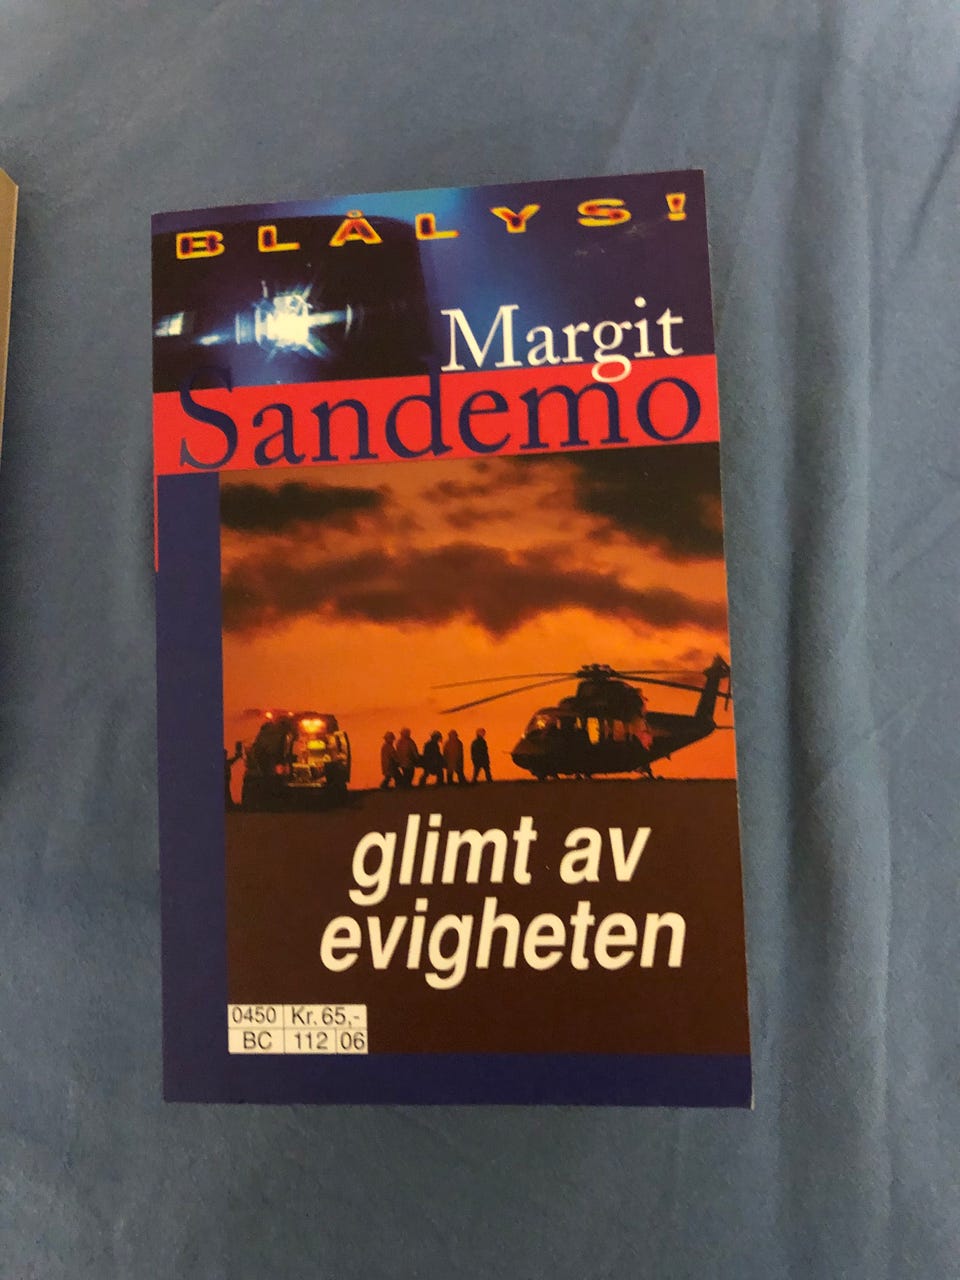 BLÅLYS!
Margit
Sandemo
glimt av
evigheten
0450 Kr. 65,-
BC 112 06